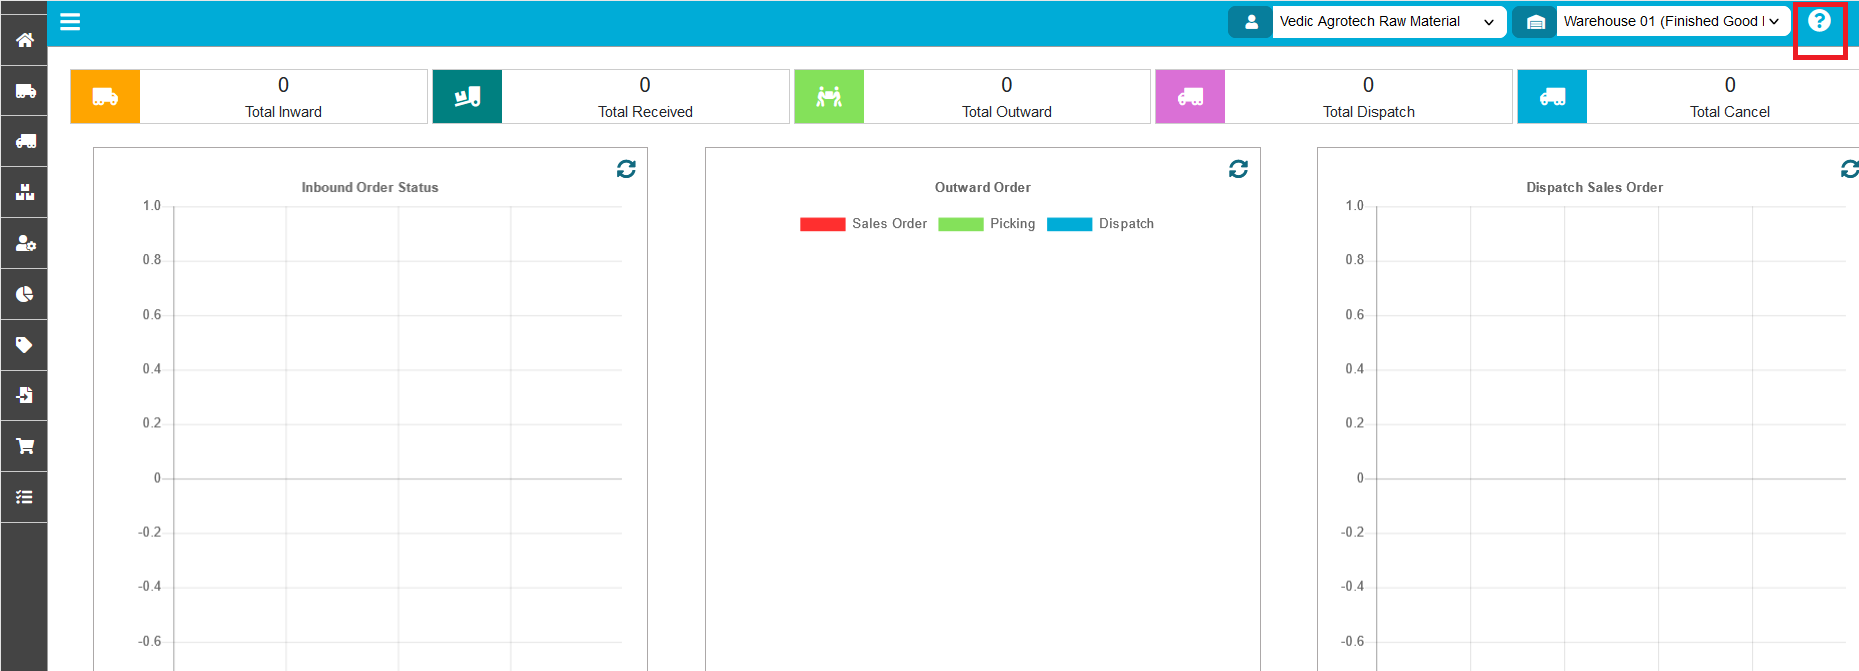 Vedic Agrotech Raw Material
Warehouse 01 (Finished Good
0
Total Inward
0
Total Received
0
Total Outward
0
Total Dispatch
0
Total Cancel
Inbound Order Status
1.0
0.8
0.6
0.4
0.2
0
-0.2
-0.4
-0.6
Outward Order
Sales Order Picking Dispatch
Dispatch Sales Order
1.0
0.8
0.6
0.4
0.2
0
-0.2
-0.4
-0.6